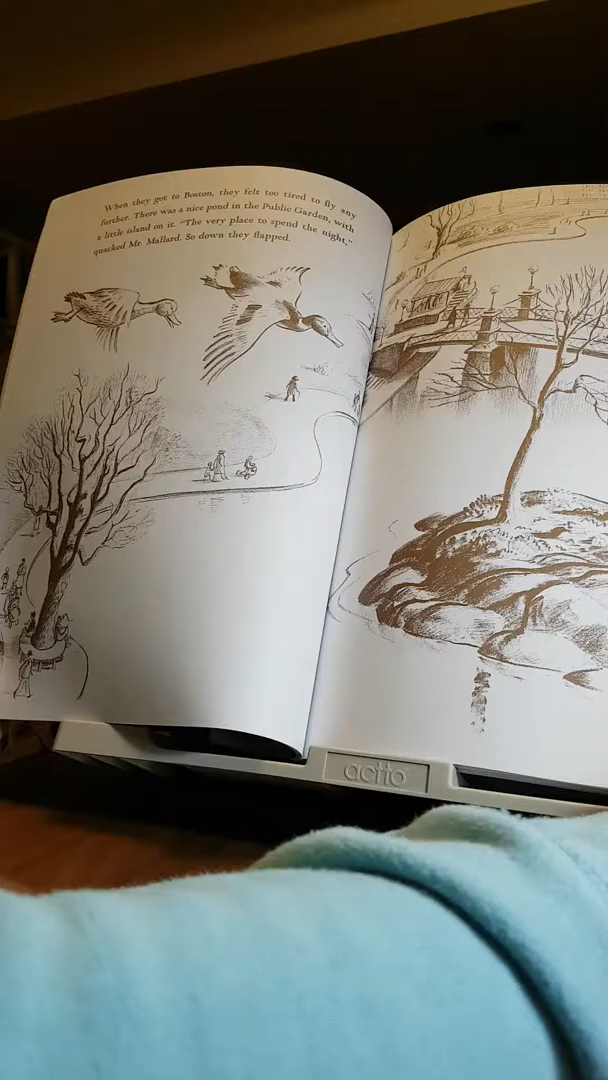 When they got to Boston, they felt too tired to fly any
further. There was a nice pond in the Public Garden, with
a little island on it. "The very place to spend the night,"
quacked Mr. Mallard. So down they flapped.
actto